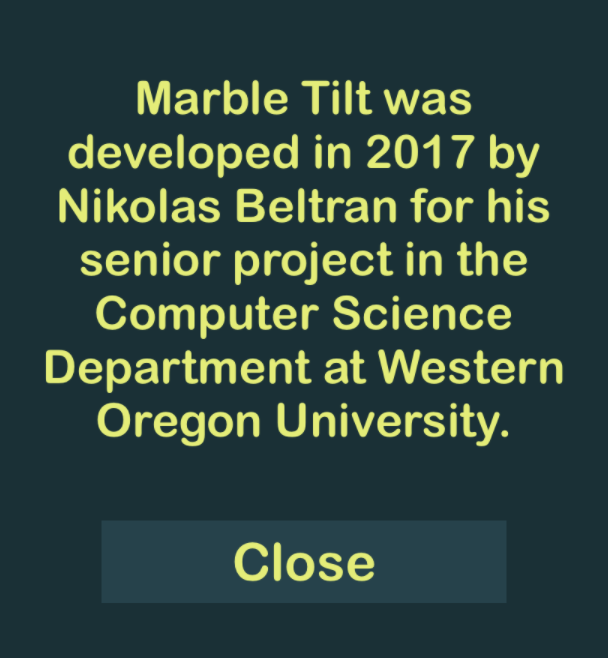 Marble Tilt was
developed in 2017 by
Nikolas Beltran for his
senior project in the
Computer Science
Department at Western
Oregon University.
Close